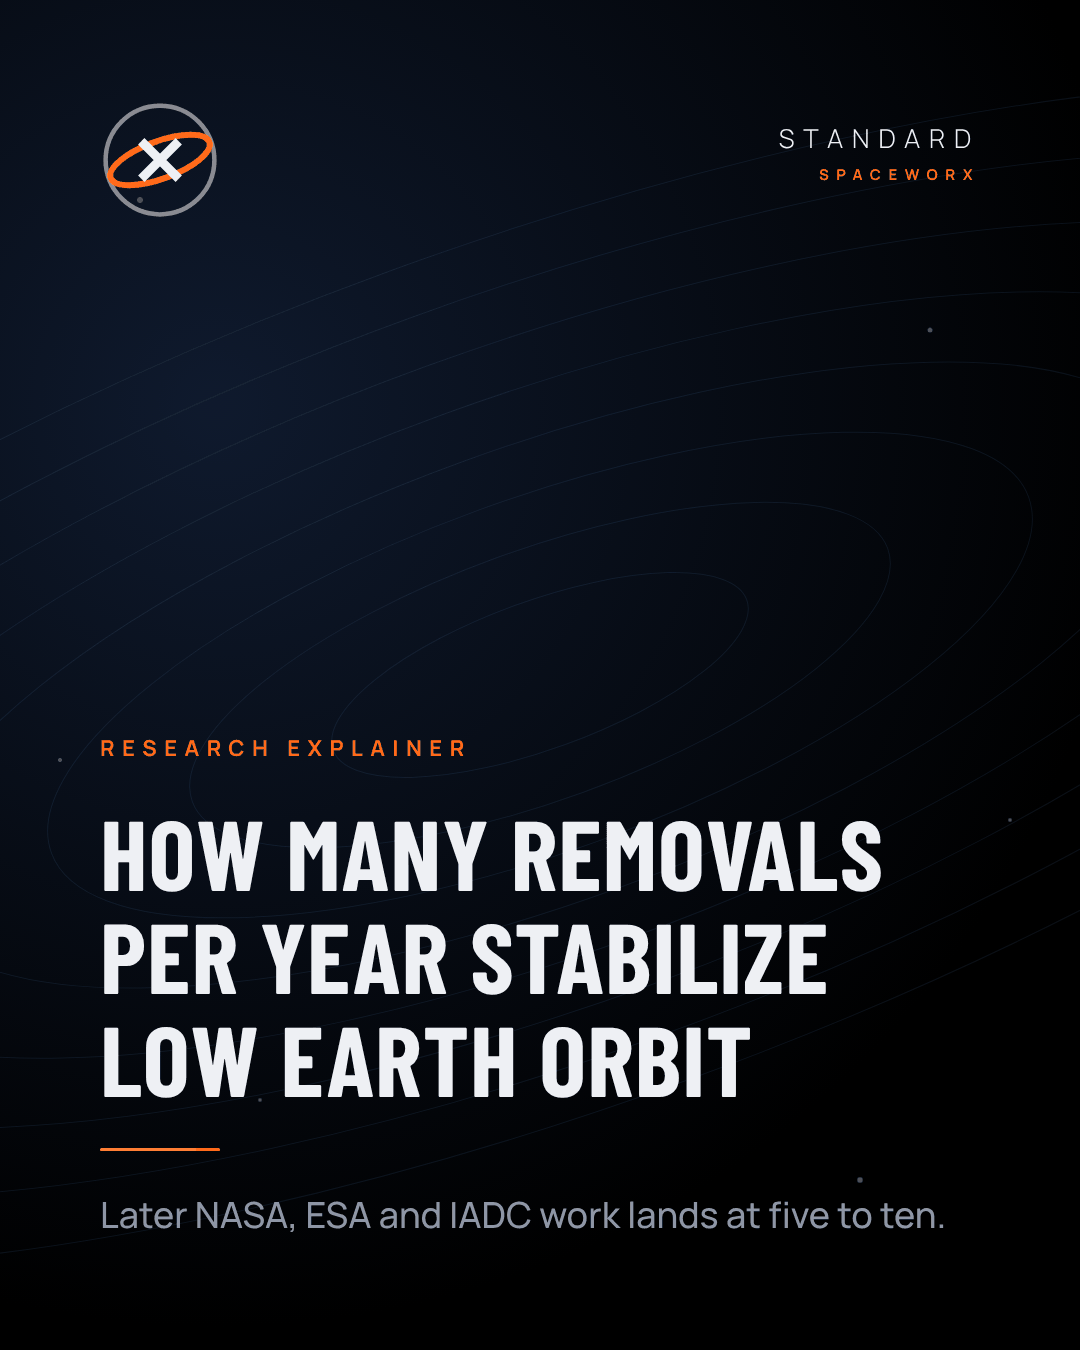 STANDARD
SPACEWORX
RESEARCH EXPLAINER
HOW MANY REMOVALS
PER YEAR STABILIZE
LOW EARTH ORBIT
Later NASA, ESA and IADC work lands at five to ten.